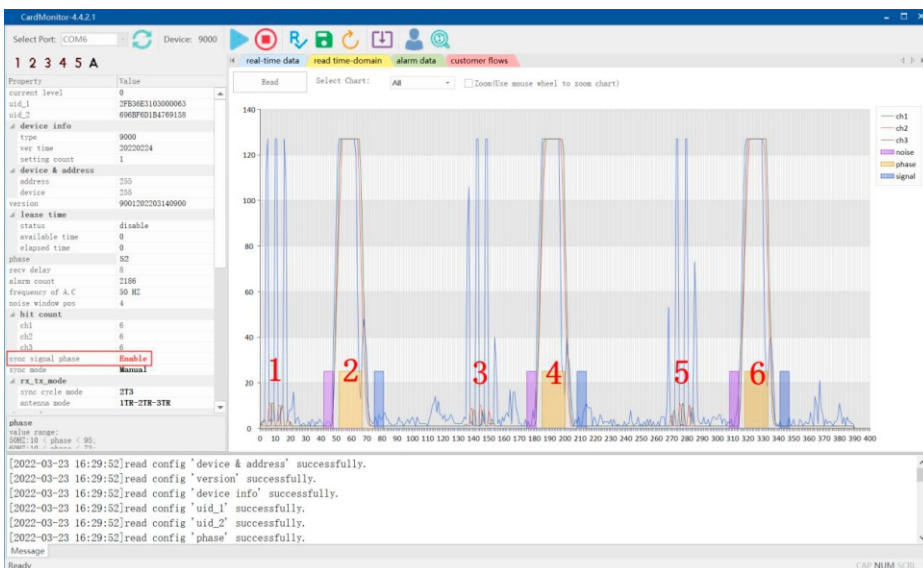 CardMonitor-4.4.2.1
Select Port: COM6 Device: 9000
1 2 3 4 5 A
Property Value
current level 0
uid_1 2FB36E3103000063
uid_2 696BF6D1B4769158
device info
type 9000
ver time 20220224
setting count 1
device & address
address 255
device 255
version 9001202203140900
lease time
status disable
available time 0
elapsed time 0
phase 52
recv delay 8
alarm count 2186
frequency of A.C 50 HZ
noise window pos 4
hit count
ch1 6
ch2 6
ch3 6
sync signal phase Enable
sync mode Manual
rx_tx_mode
sync cycle mode 2T3
antenna mode 1TR-2TR-3TR
phase
value range:
50HZ:10 < phase < 95;
real-time data read time-domain alarm data customer flows
Read Select Chart: All Zoom(Use mouse wheel to zoom chart)
140
120
100
80
60
40
20
0
1 2 3 4 5 6
0 10 20 30 40 50 60 70 80 90 100 110 120 130 140 150 160 170 180 190 200 210 220 230 240 250 260 270 280 290 300 310 320 330 340 350 360 370 380 390 400
ch1
ch2
ch3
noise
phase
signal
[2022-03-23 16:29:52]read config 'device & address' successfully.
[2022-03-23 16:29:52]read config 'version' successfully.
[2022-03-23 16:29:52]read config 'device info' successfully.
[2022-03-23 16:29:52]read config 'uid_1' successfully.
[2022-03-23 16:29:52]read config 'uid_2' successfully.
[2022-03-23 16:29:52]read config 'phase' successfully.
Message
Ready CAP NUM SCRL